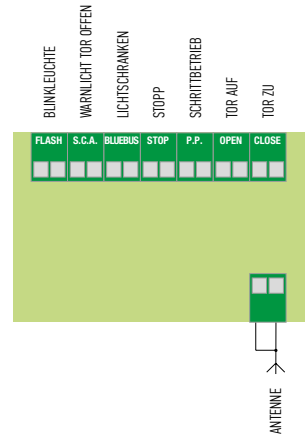 BLINKLEUCHTE
WARNLICHT TOR OFFEN
LICHTSCHRANKEN
STOPP
SCHRITTBETRIEB
TOR AUF
TOR ZU
FLASH
S.C.A.
BLUEBUS
STOP
P.P.
OPEN
CLOSE
ANTENNE